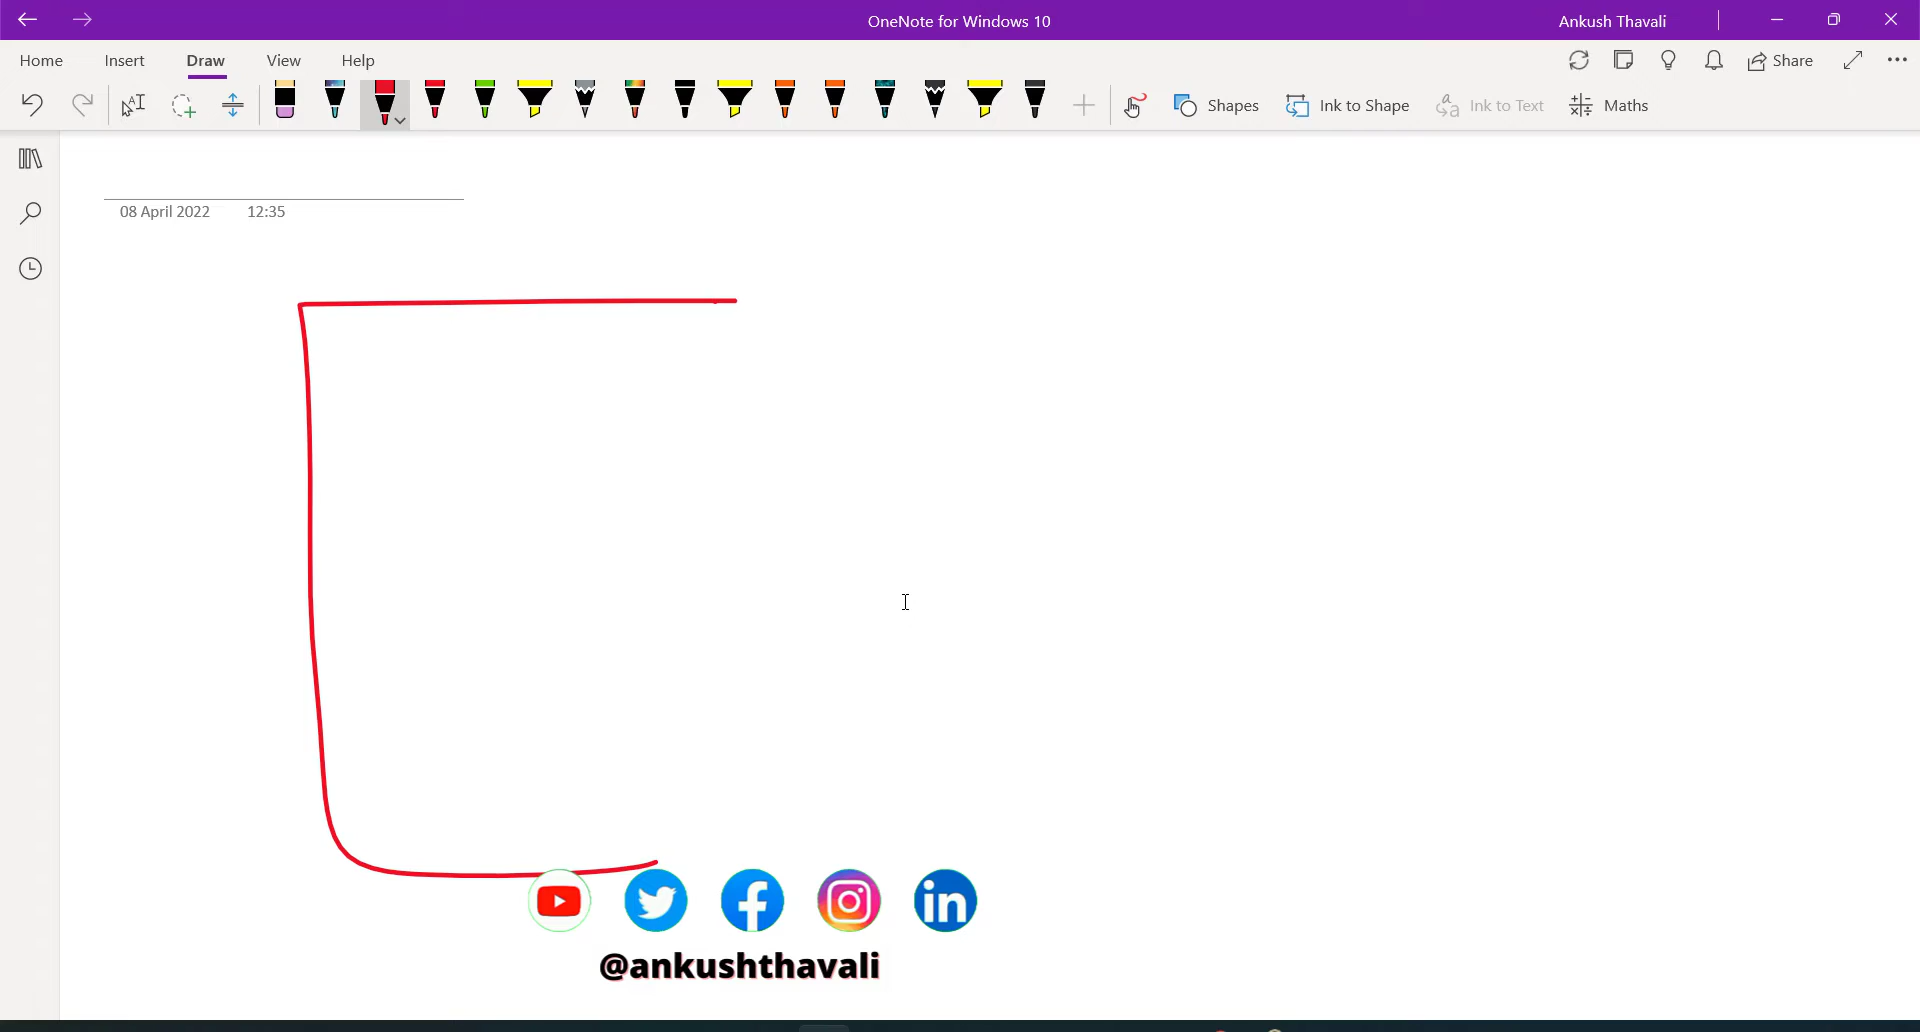 OneNote for Windows 10
Ankush Thavali
Home Insert Draw View Help
Share
Shapes Ink to Shape Ink to Text Maths
08 April 2022 12:35
@ankushthavali